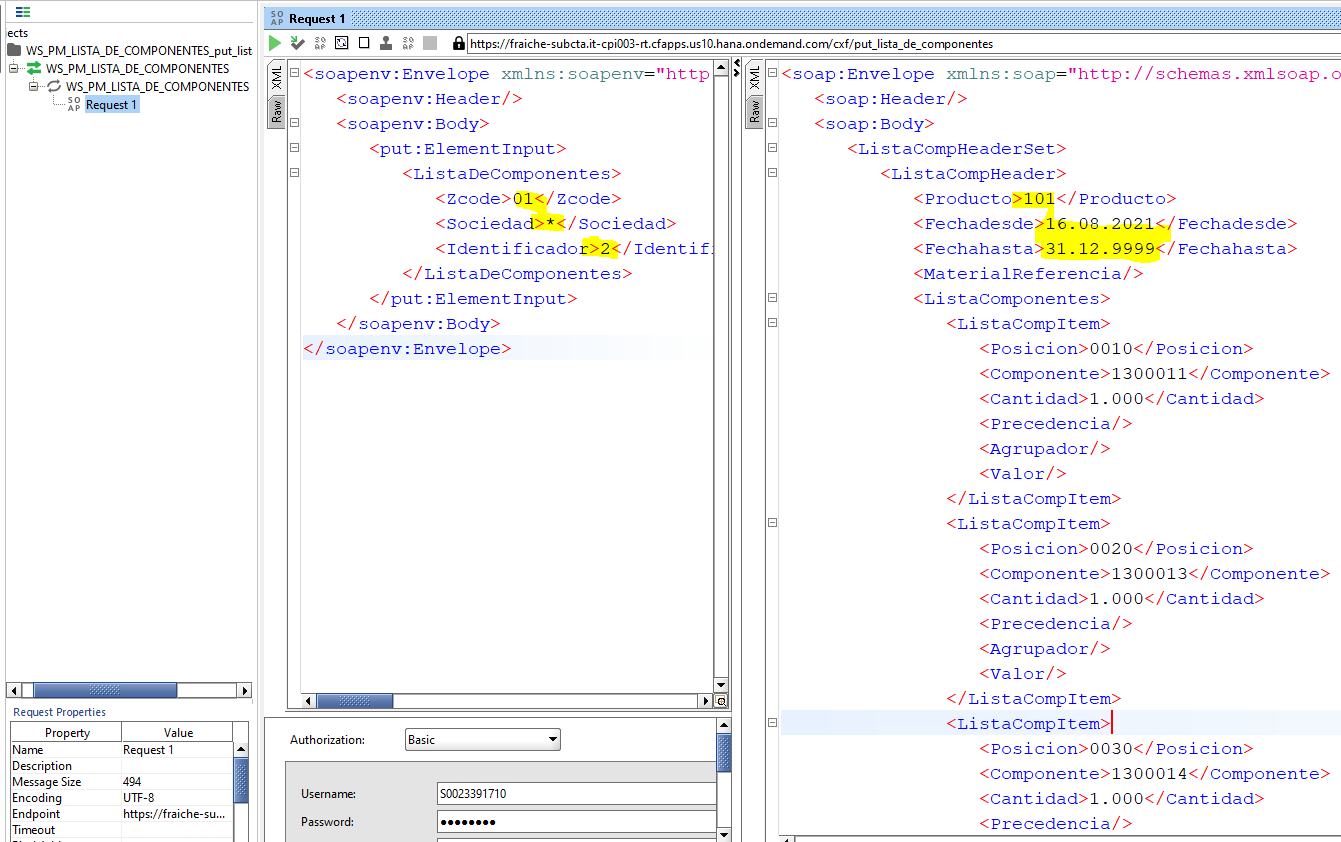 ects
WS_PM_LISTA_DE_COMPONENTES_put_list
WS_PM_LISTA_DE_COMPONENTES
WS_PM_LISTA_DE_COMPONENTES
SO AP Request 1
SO AP Request 1
https://fraiche-subcta.it-cpi003-rt.cfapps.us10.hana.ondemand.com/cxf/put_lista_de_componentes
XML
Raw
<soapenv:Envelope xmlns:soapenv="http
<soapenv:Header/>
<soapenv:Body>
<put:ElementInput>
<ListaDeComponentes>
<Zcode>01</Zcode>
<Sociedad>*</Sociedad>
<Identificador>2</Identifi
</ListaDeComponentes>
</put:ElementInput>
</soapenv:Body>
</soapenv:Envelope>
XML
Raw
<soap:Envelope xmlns:soap="http://schemas.xmlsoap.o
<soap:Header/>
<soap:Body>
<ListaCompHeaderSet>
<ListaCompHeader>
<Producto>101</Producto>
<Fechadesde>16.08.2021</Fechadesde>
<Fechahasta>31.12.9999</Fechahasta>
<MaterialReferencia/>
<ListaComponentes>
<ListaCompItem>
<Posicion>0010</Posicion>
<Componente>1300011</Componente>
<Cantidad>1.000</Cantidad>
<Precedencia/>
<Agrupador/>
<Valor/>
</ListaCompItem>
<ListaCompItem>
<Posicion>0020</Posicion>
<Componente>1300013</Componente>
<Cantidad>1.000</Cantidad>
<Precedencia/>
<Agrupador/>
<Valor/>
</ListaCompItem>
<ListaCompItem>
<Posicion>0030</Posicion>
<Componente>1300014</Componente>
<Cantidad>1.000</Cantidad>
<Precedencia/>
Request Properties
Property Value
Name Request 1
Description
Message Size 494
Encoding UTF-8
Endpoint https://fraiche-su...
Timeout
Authorization: Basic
Username: S0023391710
Password: ●●●●●●●●